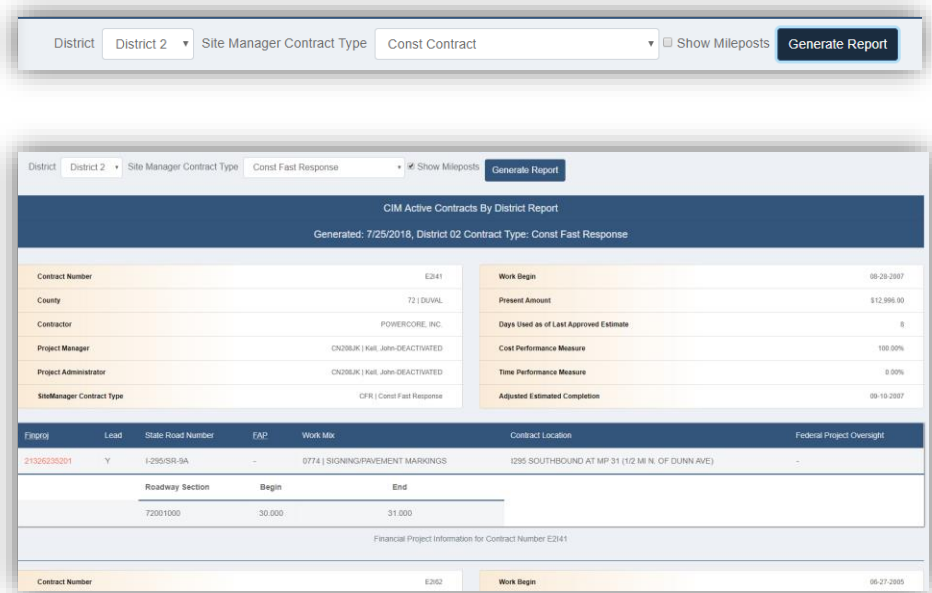 District District 2 Site Manager Contract Type Const Contract Show Mileposts Generate Report
District District 2 Site Manager Contract Type Const Fast Response Show Mileposts Generate Report
CIM Active Contracts By District Report
Generated: 7/25/2018, District 02 Contract Type: Const Fast Response
Contract Number E2I41 Work Begin 08-28-2007
County 72 | DUVAL Present Amount $12,996.00
Contractor POWERCORE, INC. Days Used as of Last Approved Estimate 8
Project Manager CN208JK | Kell, John-DEACTIVATED Cost Performance Measure 100.00%
Project Administrator CN208JK | Kell, John-DEACTIVATED Time Performance Measure 0.00%
SiteManager Contract Type CFR | Const Fast Response Adjusted Estimated Completion 09-10-2007
Finproj Lead State Road Number FAP Work Mix Contract Location Federal Project Oversight
21326235201 Y I-295/SR-9A - 0774 | SIGNING/PAVEMENT MARKINGS I295 SOUTHBOUND AT MP 31 (1/2 MI N. OF DUNN AVE) -
Roadway Section Begin End
72001000 30.000 31.000
Financial Project Information for Contract Number E2I41
Contract Number E2I62 Work Begin 06-27-2005